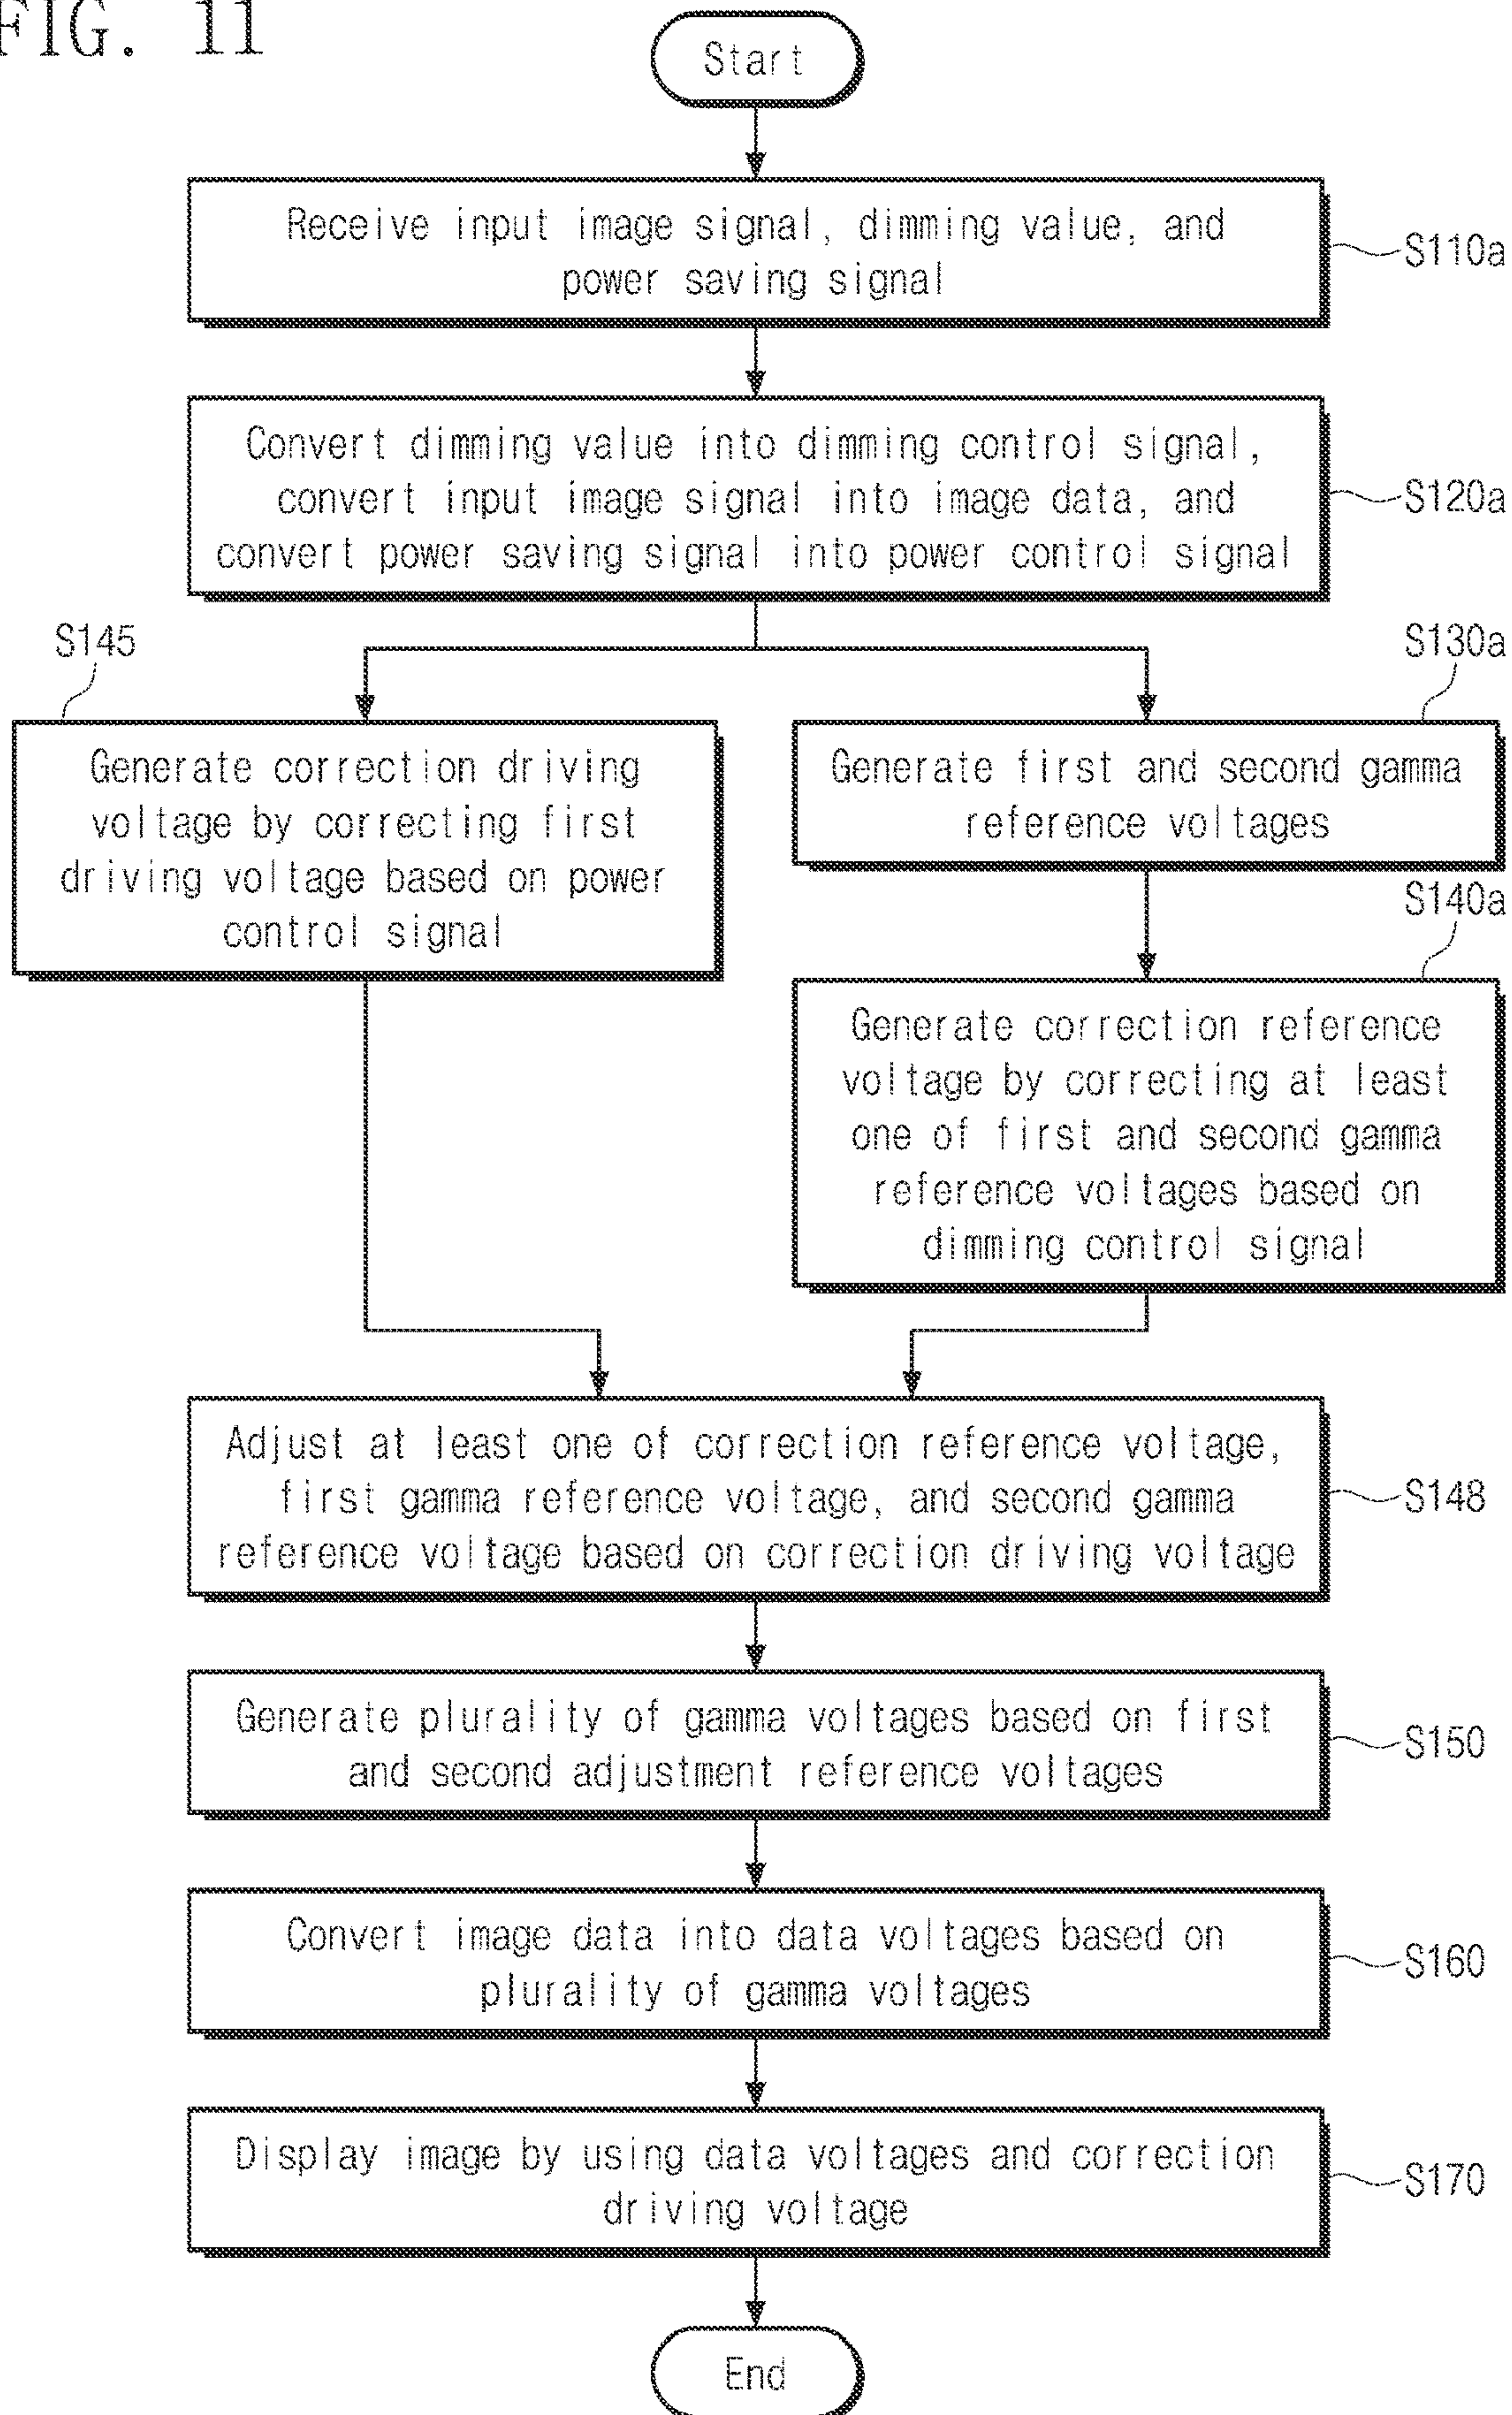 FIG. 11
Start
Receive input image signal, dimming value, and
power saving signal
S110a
Convert dimming value into dimming control signal,
convert input image signal into image data, and
convert power saving signal into power control signal
S120a
S145
Generate correction driving
voltage by correcting first
driving voltage based on power
control signal
S130a
Generate first and second gamma
reference voltages
S140a
Generate correction reference
voltage by correcting at least
one of first and second gamma
reference voltages based on
dimming control signal
Adjust at least one of correction reference voltage,
first gamma reference voltage, and second gamma
reference voltage based on correction driving voltage
S148
Generate plurality of gamma voltages based on first
and second adjustment reference voltages
S150
Convert image data into data voltages based on
plurality of gamma voltages
S160
Display image by using data voltages and correction
driving voltage
S170
End